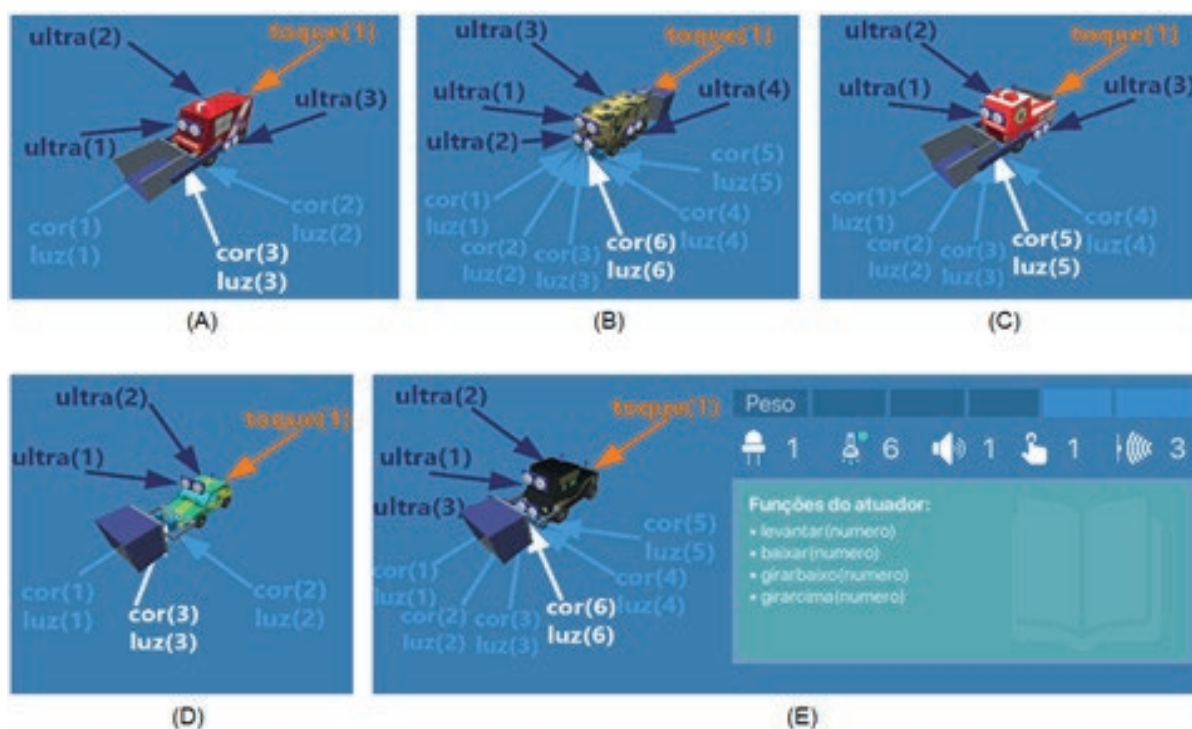 ultra(2)
toque(1)
ultra(3)
ultra(1)
cor(1)
luz(1)
cor(2)
luz(2)
cor(3)
luz(3)
(A)
ultra(3)
toque(1)
ultra(1)
ultra(4)
ultra(2)
cor(5)
luz(5)
cor(1)
luz(1)
cor(4)
luz(4)
cor(2)
luz(2)
cor(3)
luz(3)
cor(6)
luz(6)
(B)
ultra(2)
toque(1)
ultra(1)
ultra(3)
cor(1)
luz(1)
cor(4)
luz(4)
cor(2)
luz(2)
cor(3)
luz(3)
cor(5)
luz(5)
(C)
ultra(2)
toque(1)
ultra(1)
cor(1)
luz(1)
cor(2)
luz(2)
cor(3)
luz(3)
(D)
ultra(2)
toque(1)
ultra(1)
ultra(3)
cor(5)
luz(5)
cor(1)
luz(1)
cor(4)
luz(4)
cor(2)
luz(2)
cor(3)
luz(3)
cor(6)
luz(6)
Peso
1 6 1 1 3
Funções do atuador:
• levantar(numero)
• baixar(numero)
• girarbaixo(numero)
• girarcima(numero)
(E)